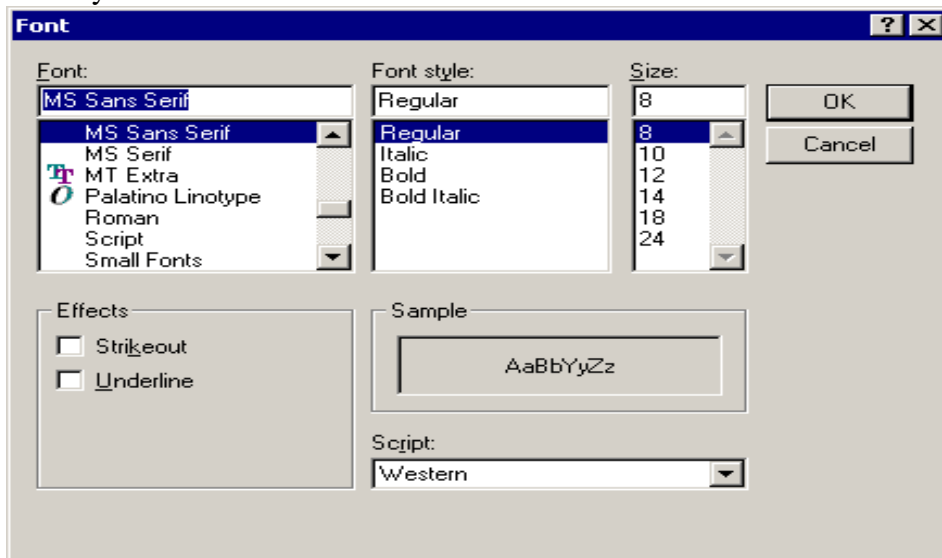 Font
Font:
Font style:
Size:
MS Sans Serif
Regular
8
OK
MS Sans Serif
MS Serif
MT Extra
Palatino Linotype
Roman
Script
Small Fonts
Regular
Italic
Bold
Bold Italic
8
10
12
14
18
24
Cancel
Effects
Strikeout
Underline
Sample
AaBbYyZz
Script:
Western